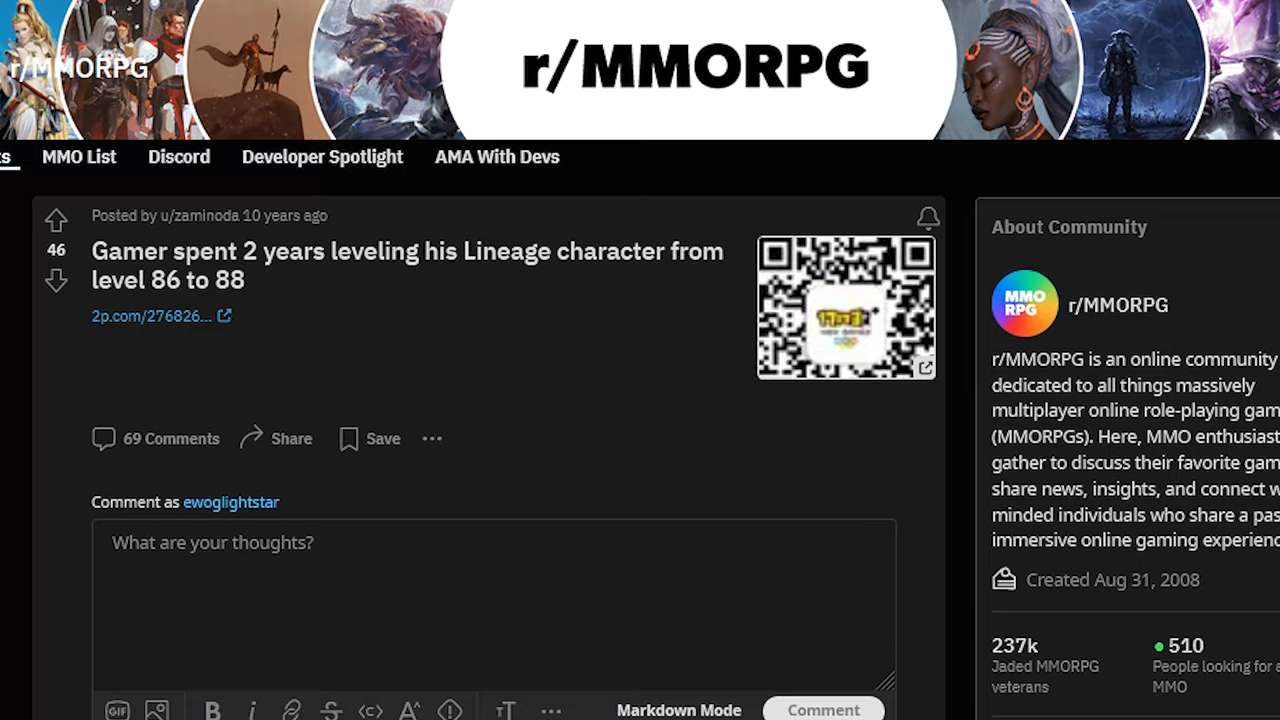 r/MMORPG
r/MMORPG
MMO List Discord Developer Spotlight AMA With Devs
Posted by u/zaminoda 10 years ago
46
Gamer spent 2 years leveling his Lineage character from
level 86 to 88
2p.com/276826...
69 Comments Share Save
Comment as ewoglightstar
What are your thoughts?
GIF B i T Markdown Mode Comment
About Community
MMO
RPG
r/MMORPG
r/MMORPG is an online community
dedicated to all things massively
multiplayer online role-playing gam
(MMORPGs). Here, MMO enthusiast
gather to discuss their favorite gam
share news, insights, and connect w
minded individuals who share a pas
immersive online gaming experienc
Created Aug 31, 2008
237k
Jaded MMORPG
veterans
510
People looking for a
MMO